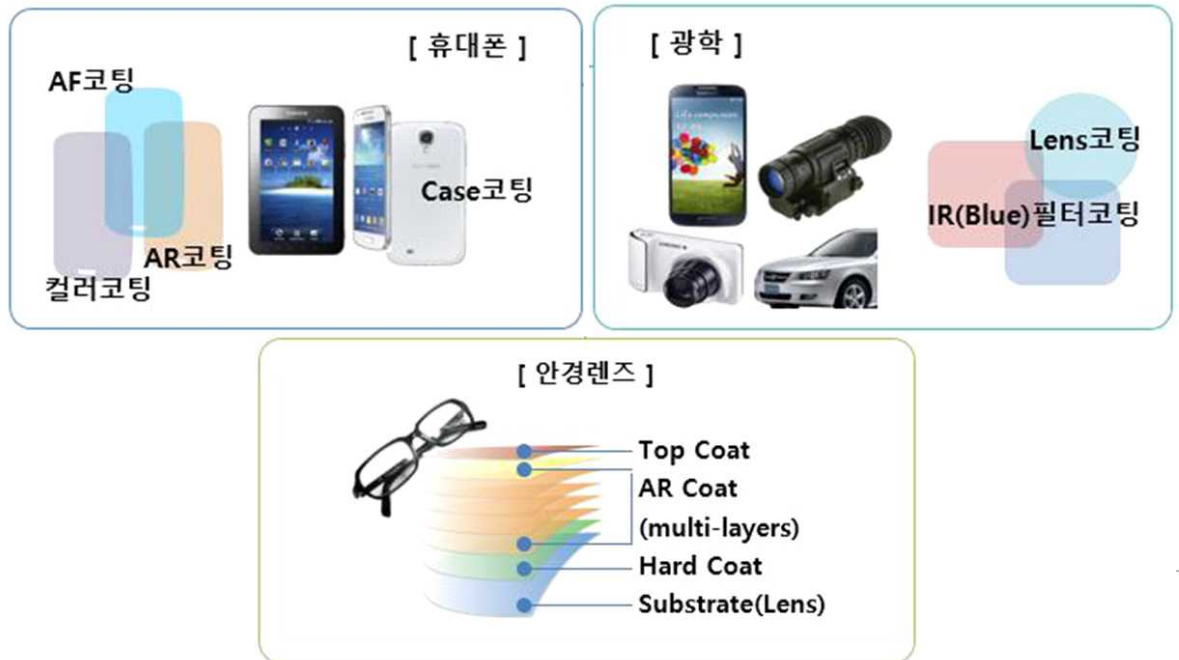 [ 휴대폰 ]
AF코팅
Case코팅
AR코팅
컬러코팅
[ 광학 ]
Life companion
Lens코팅
IR(Blue)필터코팅
[ 안경렌즈 ]
Top Coat
AR Coat
(multi-layers)
Hard Coat
Substrate(Lens)